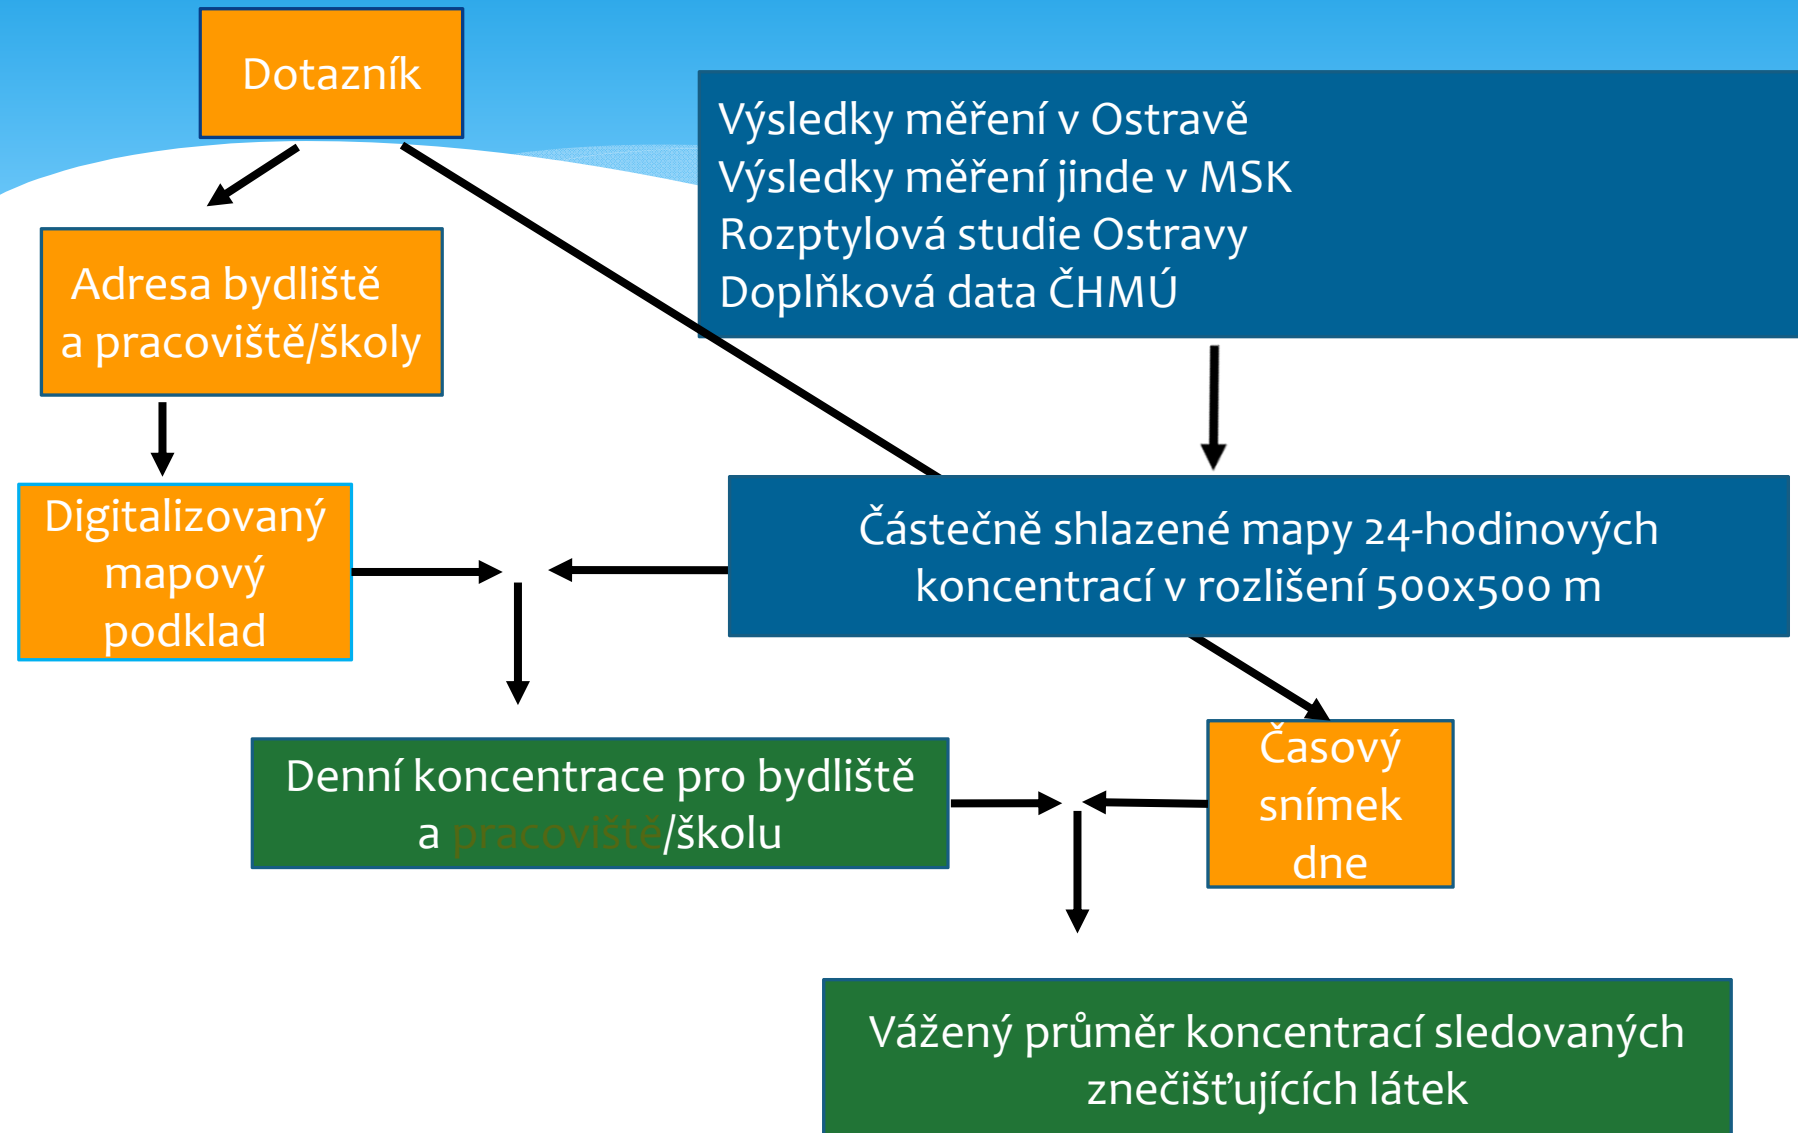 Dotazník
Výsledky měření v Ostravě
Výsledky měření jinde v MSK
Rozptylová studie Ostravy
Doplňková data ČHMÚ
Adresa bydliště
a pracoviště/školy
Digitalizovaný
mapový
podklad
Částečně shlazené mapy 24-hodinových
koncentrací v rozlišení 500x500 m
Denní koncentrace pro bydliště
a pracoviště/školu
Časový
snímek
dne
Vážený průměr koncentrací sledovaných
znečišťujících látek